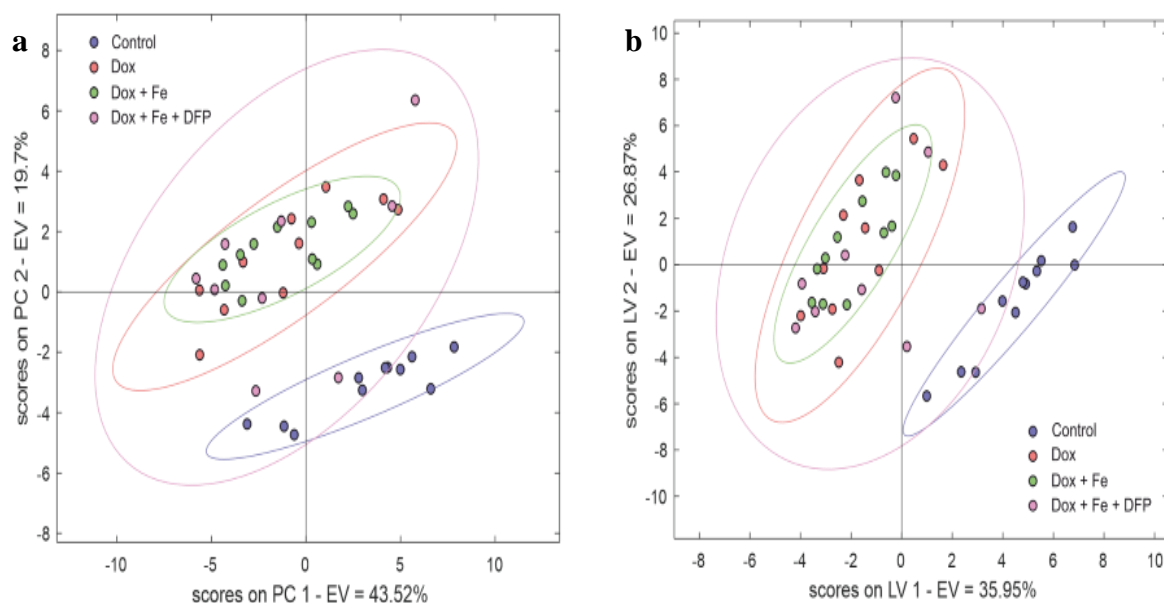 a
Control
Dox
Dox + Fe
Dox + Fe + DFP
8
6
4
2
0
-2
-4
-6
-8
scores on PC 2 - EV = 19.7%
-10
-5
0
5
10
scores on PC 1 - EV = 43.52%
b
10
8
6
4
2
0
-2
-4
-6
-8
-10
scores on LV 2 - EV = 26.87%
Control
Dox
Dox + Fe
Dox + Fe + DFP
-8
-6
-4
-2
0
2
4
6
8
10
scores on LV 1 - EV = 35.95%